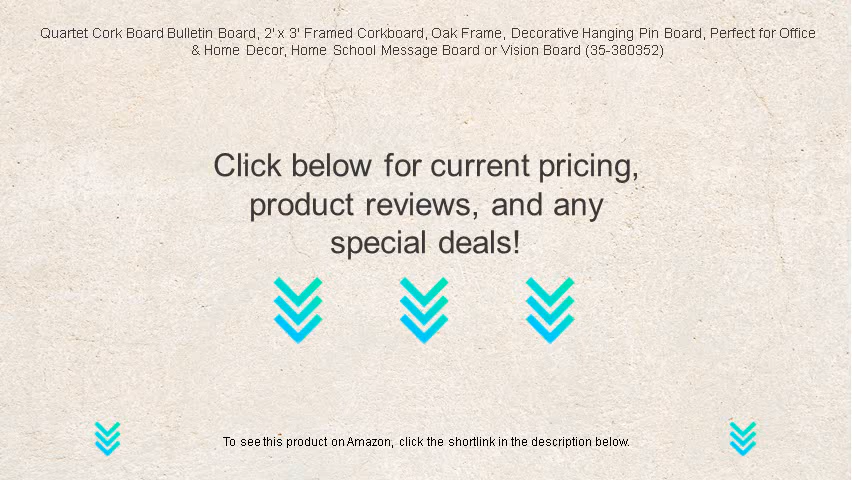 Quartet Cork Board Bulletin Board, 2' x 3' Framed Corkboard, Oak Frame, Decorative Hanging Pin Board, Perfect for Office
& Home Decor, Home School Message Board or Vision Board (35-380352)
Click below for current pricing,
product reviews, and any
special deals!
To see this product on Amazon, click the shortlink in the description below.